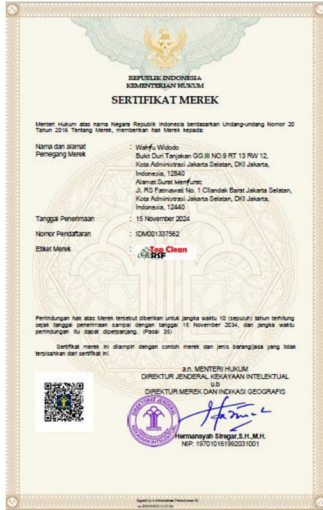 REPUBLIK INDONESIA
KEMENTERIAN HUKUM
SERTIFIKAT MEREK
Menteri Hukum atas nama Negara Republik Indonesia berdasarkan Undang-undang Nomor 20
Tahun 2016 Tentang Merek, memberikan hak Merek kepada:
Nama dan alamat Pemegang Merek : Wahyu Widodo
Bukit Duri Tanjakan GG.III NO.9 RT 13 RW 12,
Kota Administrasi Jakarta Selatan, DKI Jakarta,
Indonesia, 12840
Alamat Surat Menyurat:
Jl. RS Fatmawati No. 1 Cilandak Barat Jakarta Selatan,
Kota Administrasi Jakarta Selatan, DKI Jakarta,
Indonesia, 12440
Tanggal Penerimaan : 15 November 2024
Nomor Pendaftaran : IDM001337562
Etiket Merek : Top Clean
RSF
Perlindungan hak atas Merek tersebut diberikan untuk jangka waktu 10 (sepuluh) tahun terhitung
sejak tanggal penerimaan sampai dengan tanggal 15 November 2034, dan jangka waktu
perlindungan itu dapat diperpanjang. (Pasal 35)
Sertifikat merek ini dilampiri dengan contoh merek dan jenis barang/jasa yang tidak
terpisahkan dari sertifikat ini.
a.n. MENTERI HUKUM
DIREKTUR JENDERAL KEKAYAAN INTELEKTUAL
u.b
DIREKTUR MEREK DAN INDIKASI GEOGRAFIS
Hermansyah Siregar, S.H.,M.H.
NIP. 197010161992031001